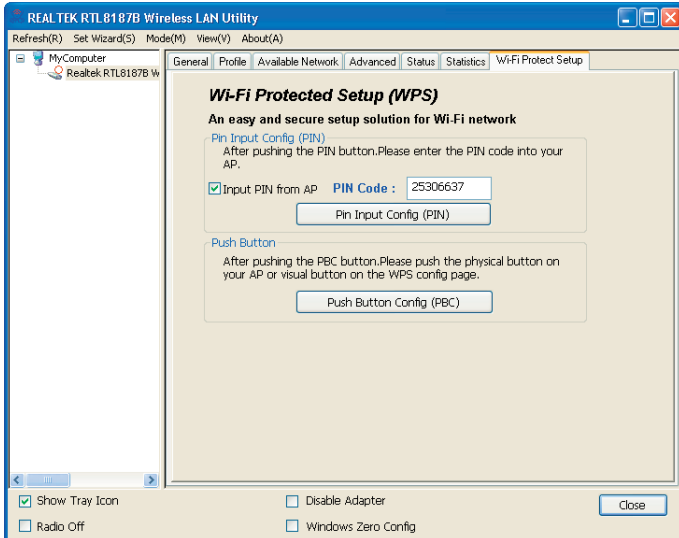 REALTEK RTL8187B Wireless LAN Utility
Refresh(R) Set Wizard(S) Mode(M) View(V) About(A)
MyComputer
Realtek RTL8187B W
General Profile Available Network Advanced Status Statistics Wi-Fi Protect Setup
Wi-Fi Protected Setup (WPS)
An easy and secure setup solution for Wi-Fi network
Pin Input Config (PIN)
After pushing the PIN button.Please enter the PIN code into your
AP.
Input PIN from AP PIN Code : 25306637
Pin Input Config (PIN)
Push Button
After pushing the PBC button.Please push the physical button on
your AP or visual button on the WPS config page.
Push Button Config (PBC)
Show Tray Icon Disable Adapter Close
Radio Off Windows Zero Config